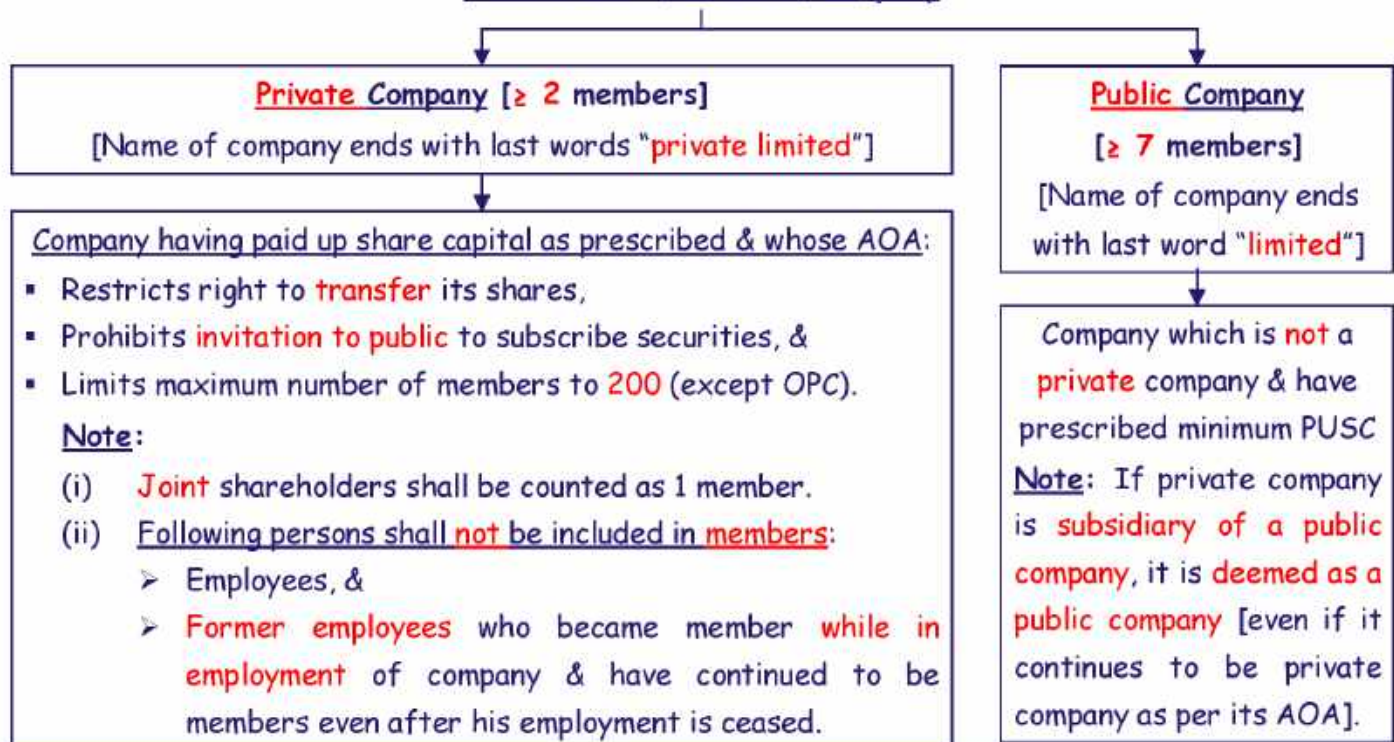 Private Company [≥ 2 members]
[Name of company ends with last words “private limited”]
Company having paid up share capital as prescribed & whose AOA:
▪ Restricts right to transfer its shares,
▪ Prohibits invitation to public to subscribe securities, &
▪ Limits maximum number of members to 200 (except OPC).
Note:
(i) Joint shareholders shall be counted as 1 member.
(ii) Following persons shall not be included in members:
➢ Employees, &
➢ Former employees who became member while in
employment of company & have continued to be
members even after his employment is ceased.
Public Company
[≥ 7 members]
[Name of company ends
with last word “limited”]
Company which is not a
private company & have
prescribed minimum PUSC
Note: If private company
is subsidiary of a public
company, it is deemed as a
public company [even if it
continues to be private
company as per its AOA].